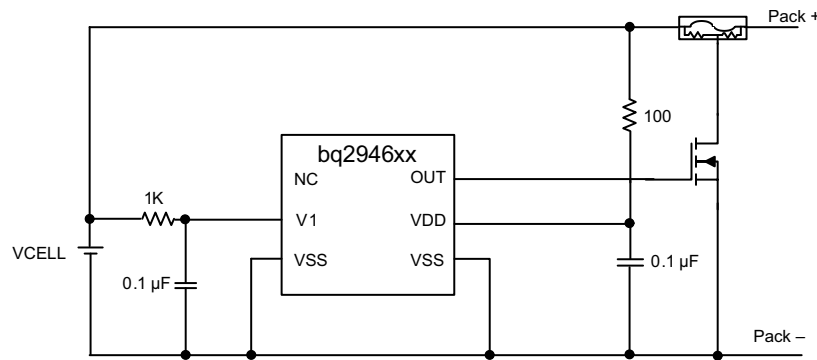 Pack +
100
bq2946xx
NC
OUT
1K
V1
VDD
VCELL
VSS
VSS
0.1 µF
0.1 µF
Pack –